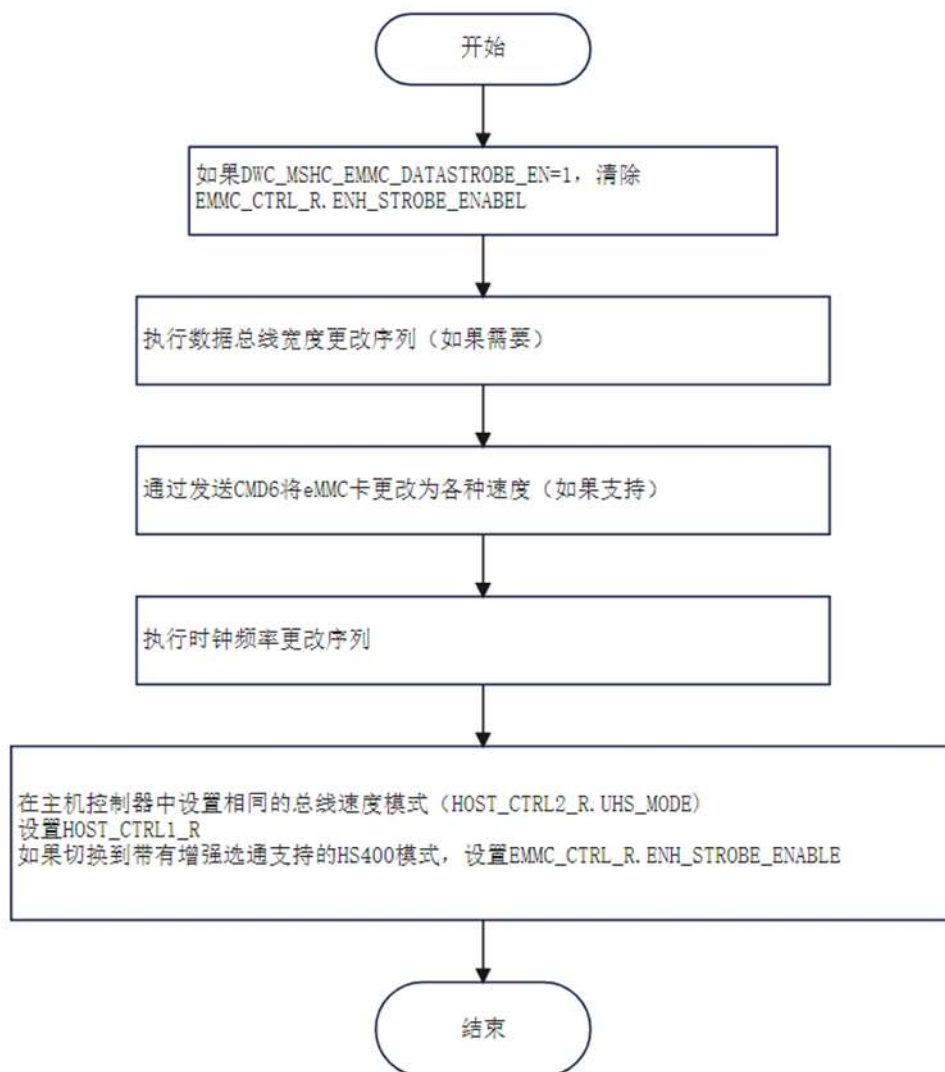 开始
如果DWC_MSHC_EMMC_DATASTROBE_EN=1，清除
EMMC_CTRL_R.ENH_STROBE_ENABEL
执行数据总线宽度更改序列（如果需要）
通过发送CMD6将eMMC卡更改为各种速度（如果支持）
执行时钟频率更改序列
在主机控制器中设置相同的总线速度模式（HOST_CTRL2_R.UHS_MODE)
设置HOST_CTRL1_R
如果切换到带有增强选通支持的HS400模式，设置EMMC_CTRL_R.ENH_STROBE_ENABLE
结束